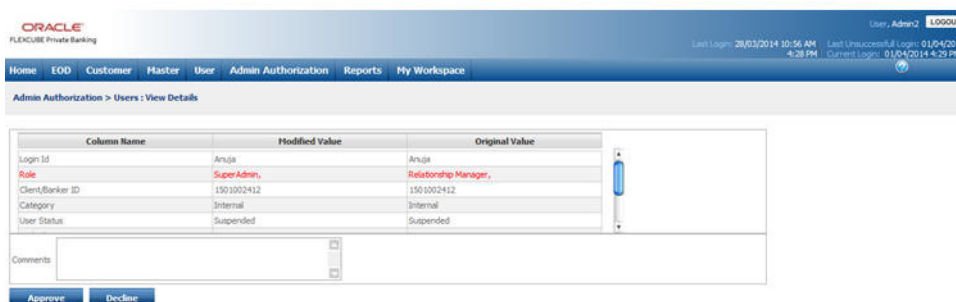 ORACLE
FLEXCUBE Private Banking
User, Admin2 LOGOU
Last Login: 28/03/2014 10:56 AM Last Unsuccessful Login: 01/04/20
4:28 PM Current Login: 01/04/2014 4:29 PM
Home EOD Customer Master User Admin Authorization Reports My Workspace
Admin Authorization > Users : View Details
Column Name Modified Value Original Value
Login Id Anuja Anuja
Role SuperAdmin, Relationship Manager,
Client/Banker ID 1501002412 1501002412
Category Internal Internal
User Status Suspended Suspended
Comments
Approve Decline